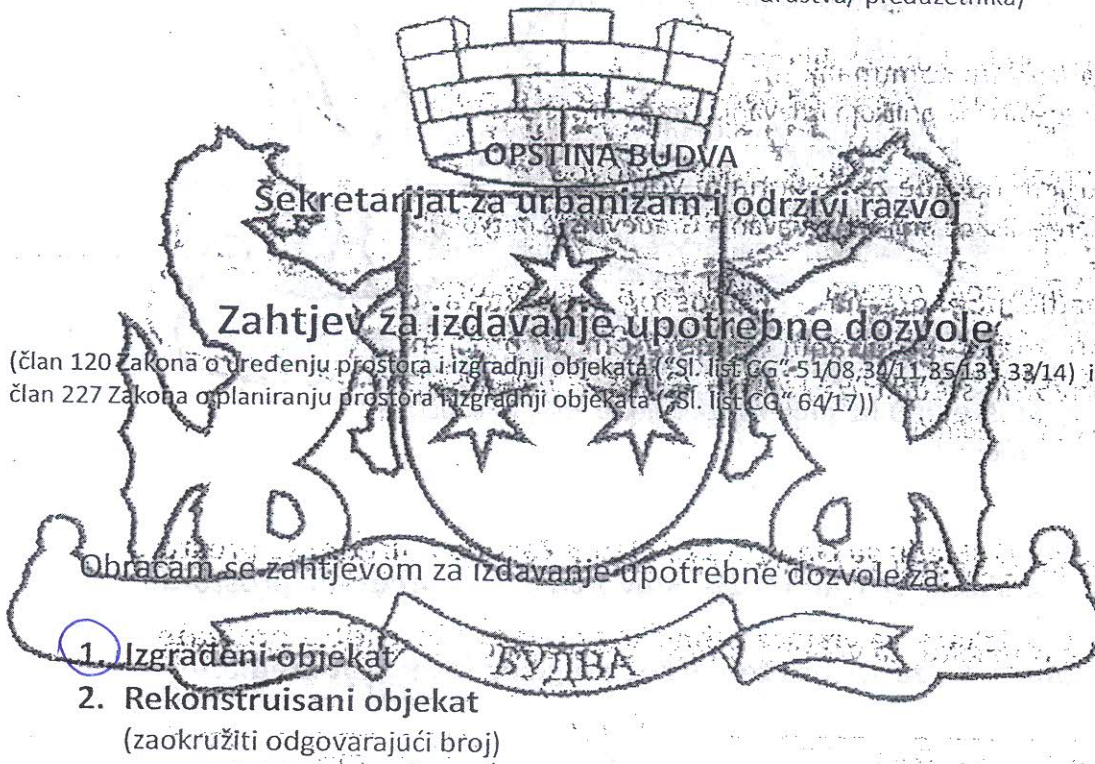 društva/ preduzetnika)
OPŠTINA BUDVA
Sekretarijat za urbanizam i održivi razvoj
Zahtjev za izdavanje upotrebne dozvole
(član 120 Zakona o uređenju prostora i izgradnji objekata ("Sl. list CG" 51/08,34/11,35/13 i 33/14) i
član 227 Zakona o planiranju prostora i izgradnji objekata ("Sl. list CG" 64/17))
Obraćam se zahtjevom za izdavanje upotrebne dozvole za:
1. Izgrađeni objekat
БУДВА
2. Rekonstruisani objekat
(zaokružiti odgovarajući broj)